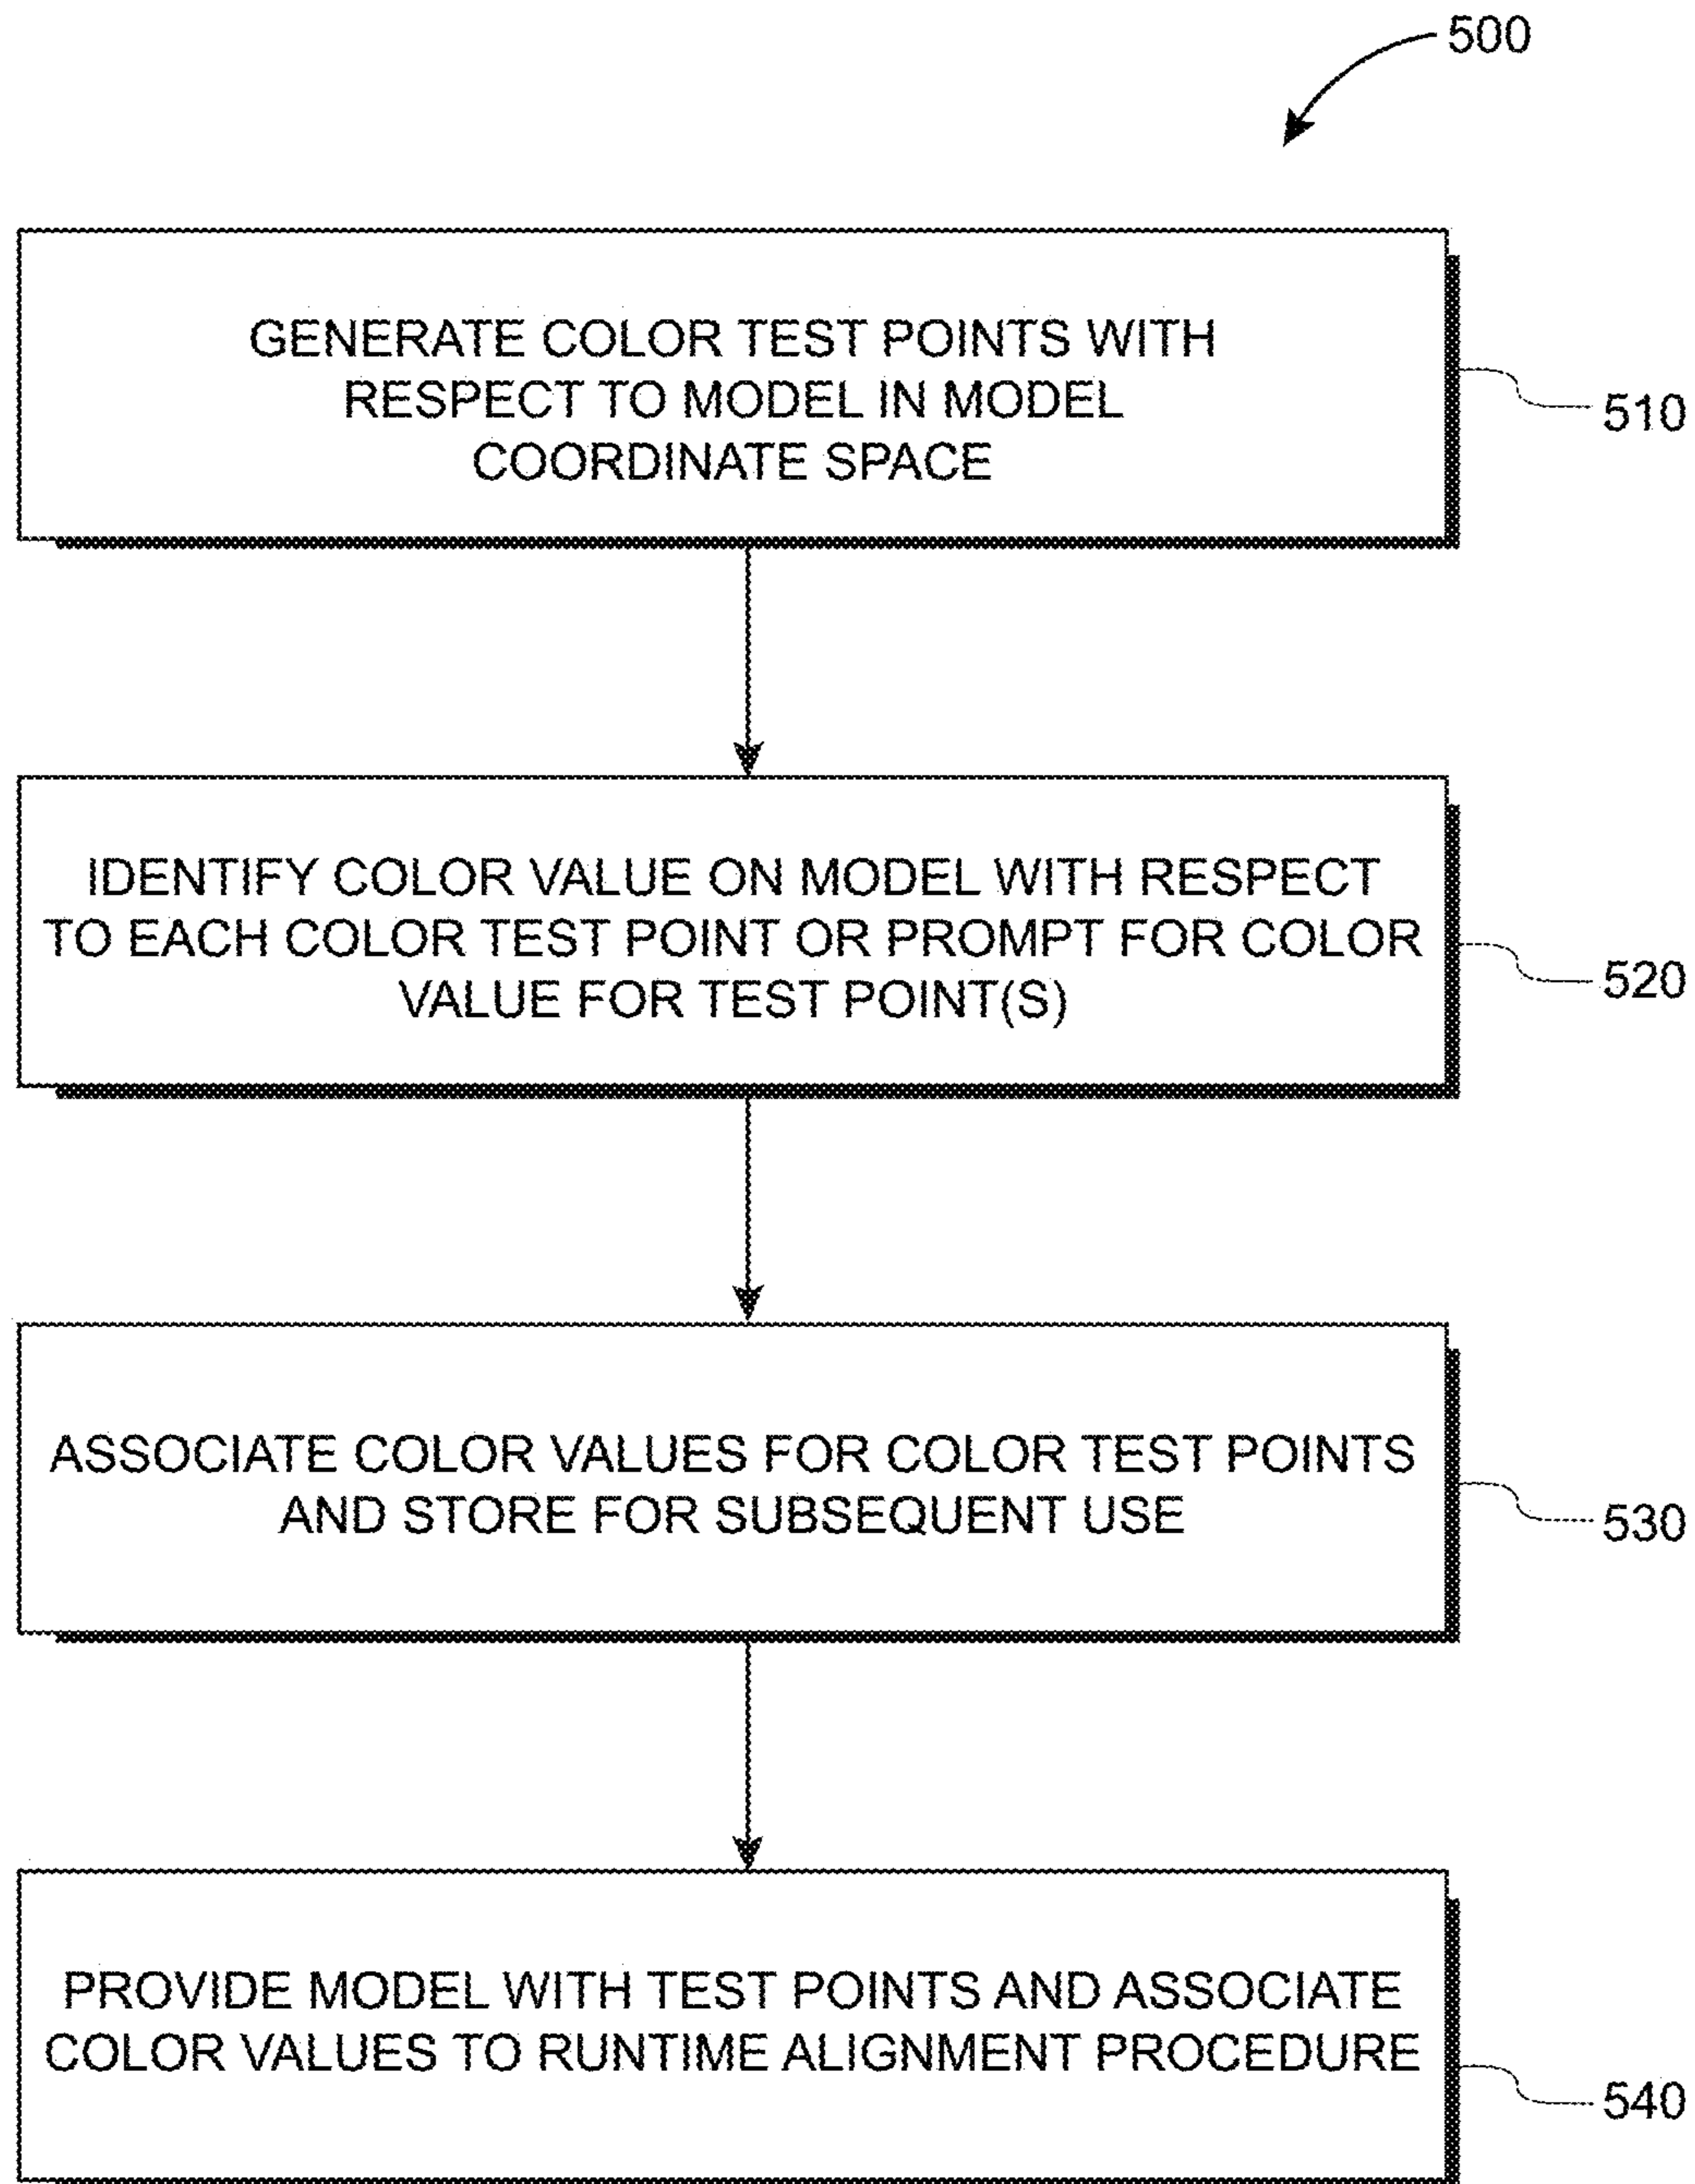 500
GENERATE COLOR TEST POINTS WITH
RESPECT TO MODEL IN MODEL
COORDINATE SPACE
510
IDENTIFY COLOR VALUE ON MODEL WITH RESPECT
TO EACH COLOR TEST POINT OR PROMPT FOR COLOR
VALUE FOR TEST POINT(S)
520
ASSOCIATE COLOR VALUES FOR COLOR TEST POINTS
AND STORE FOR SUBSEQUENT USE
530
PROVIDE MODEL WITH TEST POINTS AND ASSOCIATE
COLOR VALUES TO RUNTIME ALIGNMENT PROCEDURE
540